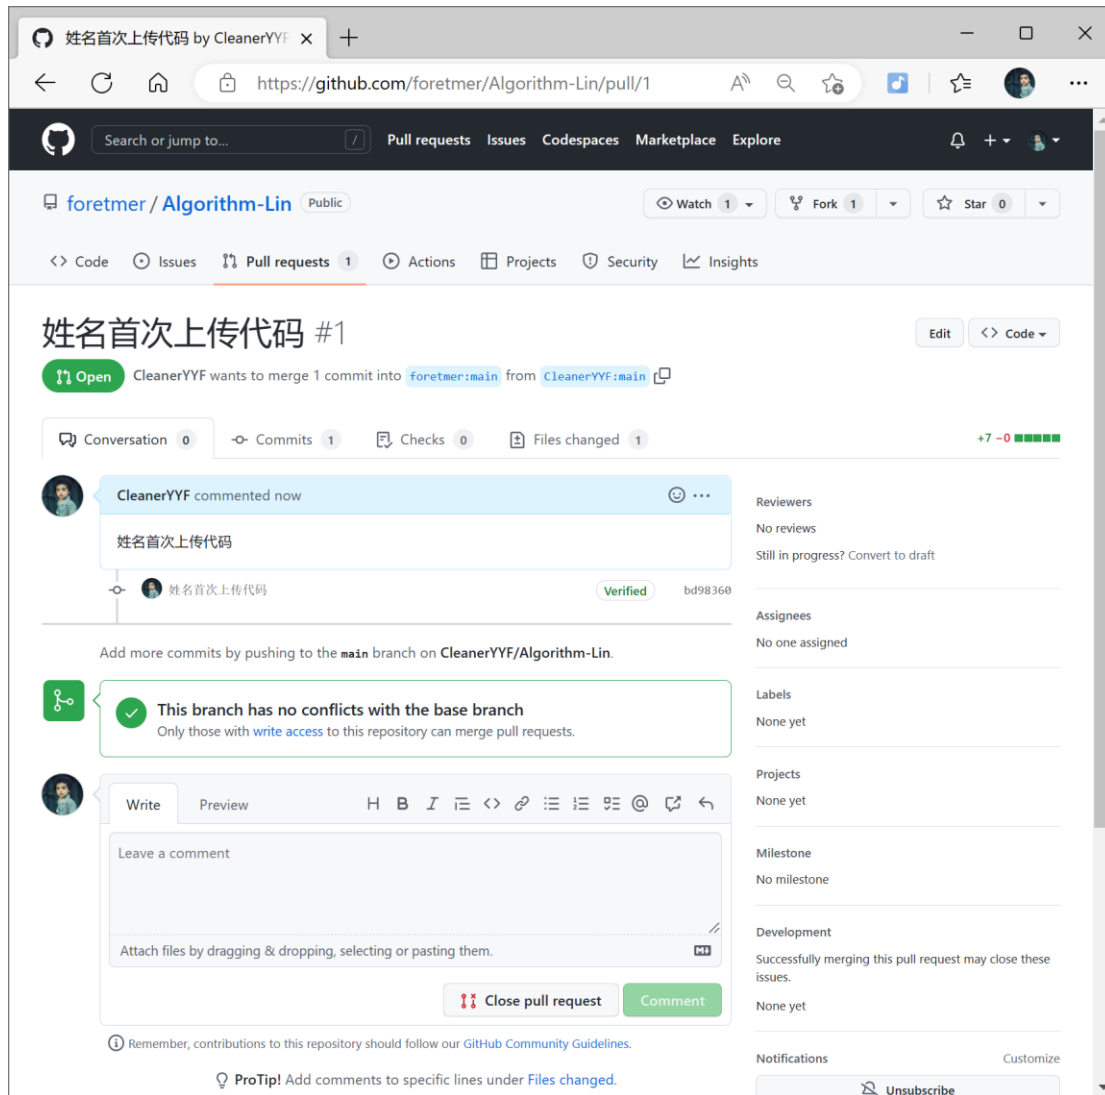 姓名首次上传代码 by CleanerYYF
https://github.com/foretmer/Algorithm-Lin/pull/1
Search or jump to... / Pull requests Issues Codespaces Marketplace Explore
foretmer / Algorithm-Lin Public Watch 1 Fork 1 Star 0
Code Issues Pull requests 1 Actions Projects Security Insights
姓名首次上传代码 #1 Edit Code
Open CleanerYYF wants to merge 1 commit into foretmer:main from CleanerYYF:main
Conversation 0 Commits 1 Checks 0 Files changed 1 +7 −0
CleanerYYF commented now
姓名首次上传代码
姓名首次上传代码 Verified bd98360
Add more commits by pushing to the main branch on CleanerYYF/Algorithm-Lin.
This branch has no conflicts with the base branch
Only those with write access to this repository can merge pull requests.
Write Preview
Leave a comment
Attach files by dragging & dropping, selecting or pasting them.
Close pull request Comment
Remember, contributions to this repository should follow our GitHub Community Guidelines.
ProTip! Add comments to specific lines under Files changed.
Reviewers
No reviews
Still in progress? Convert to draft
Assignees
No one assigned
Labels
None yet
Projects
None yet
Milestone
No milestone
Development
Successfully merging this pull request may close these
issues.
None yet
Notifications Customize
Unsubscribe